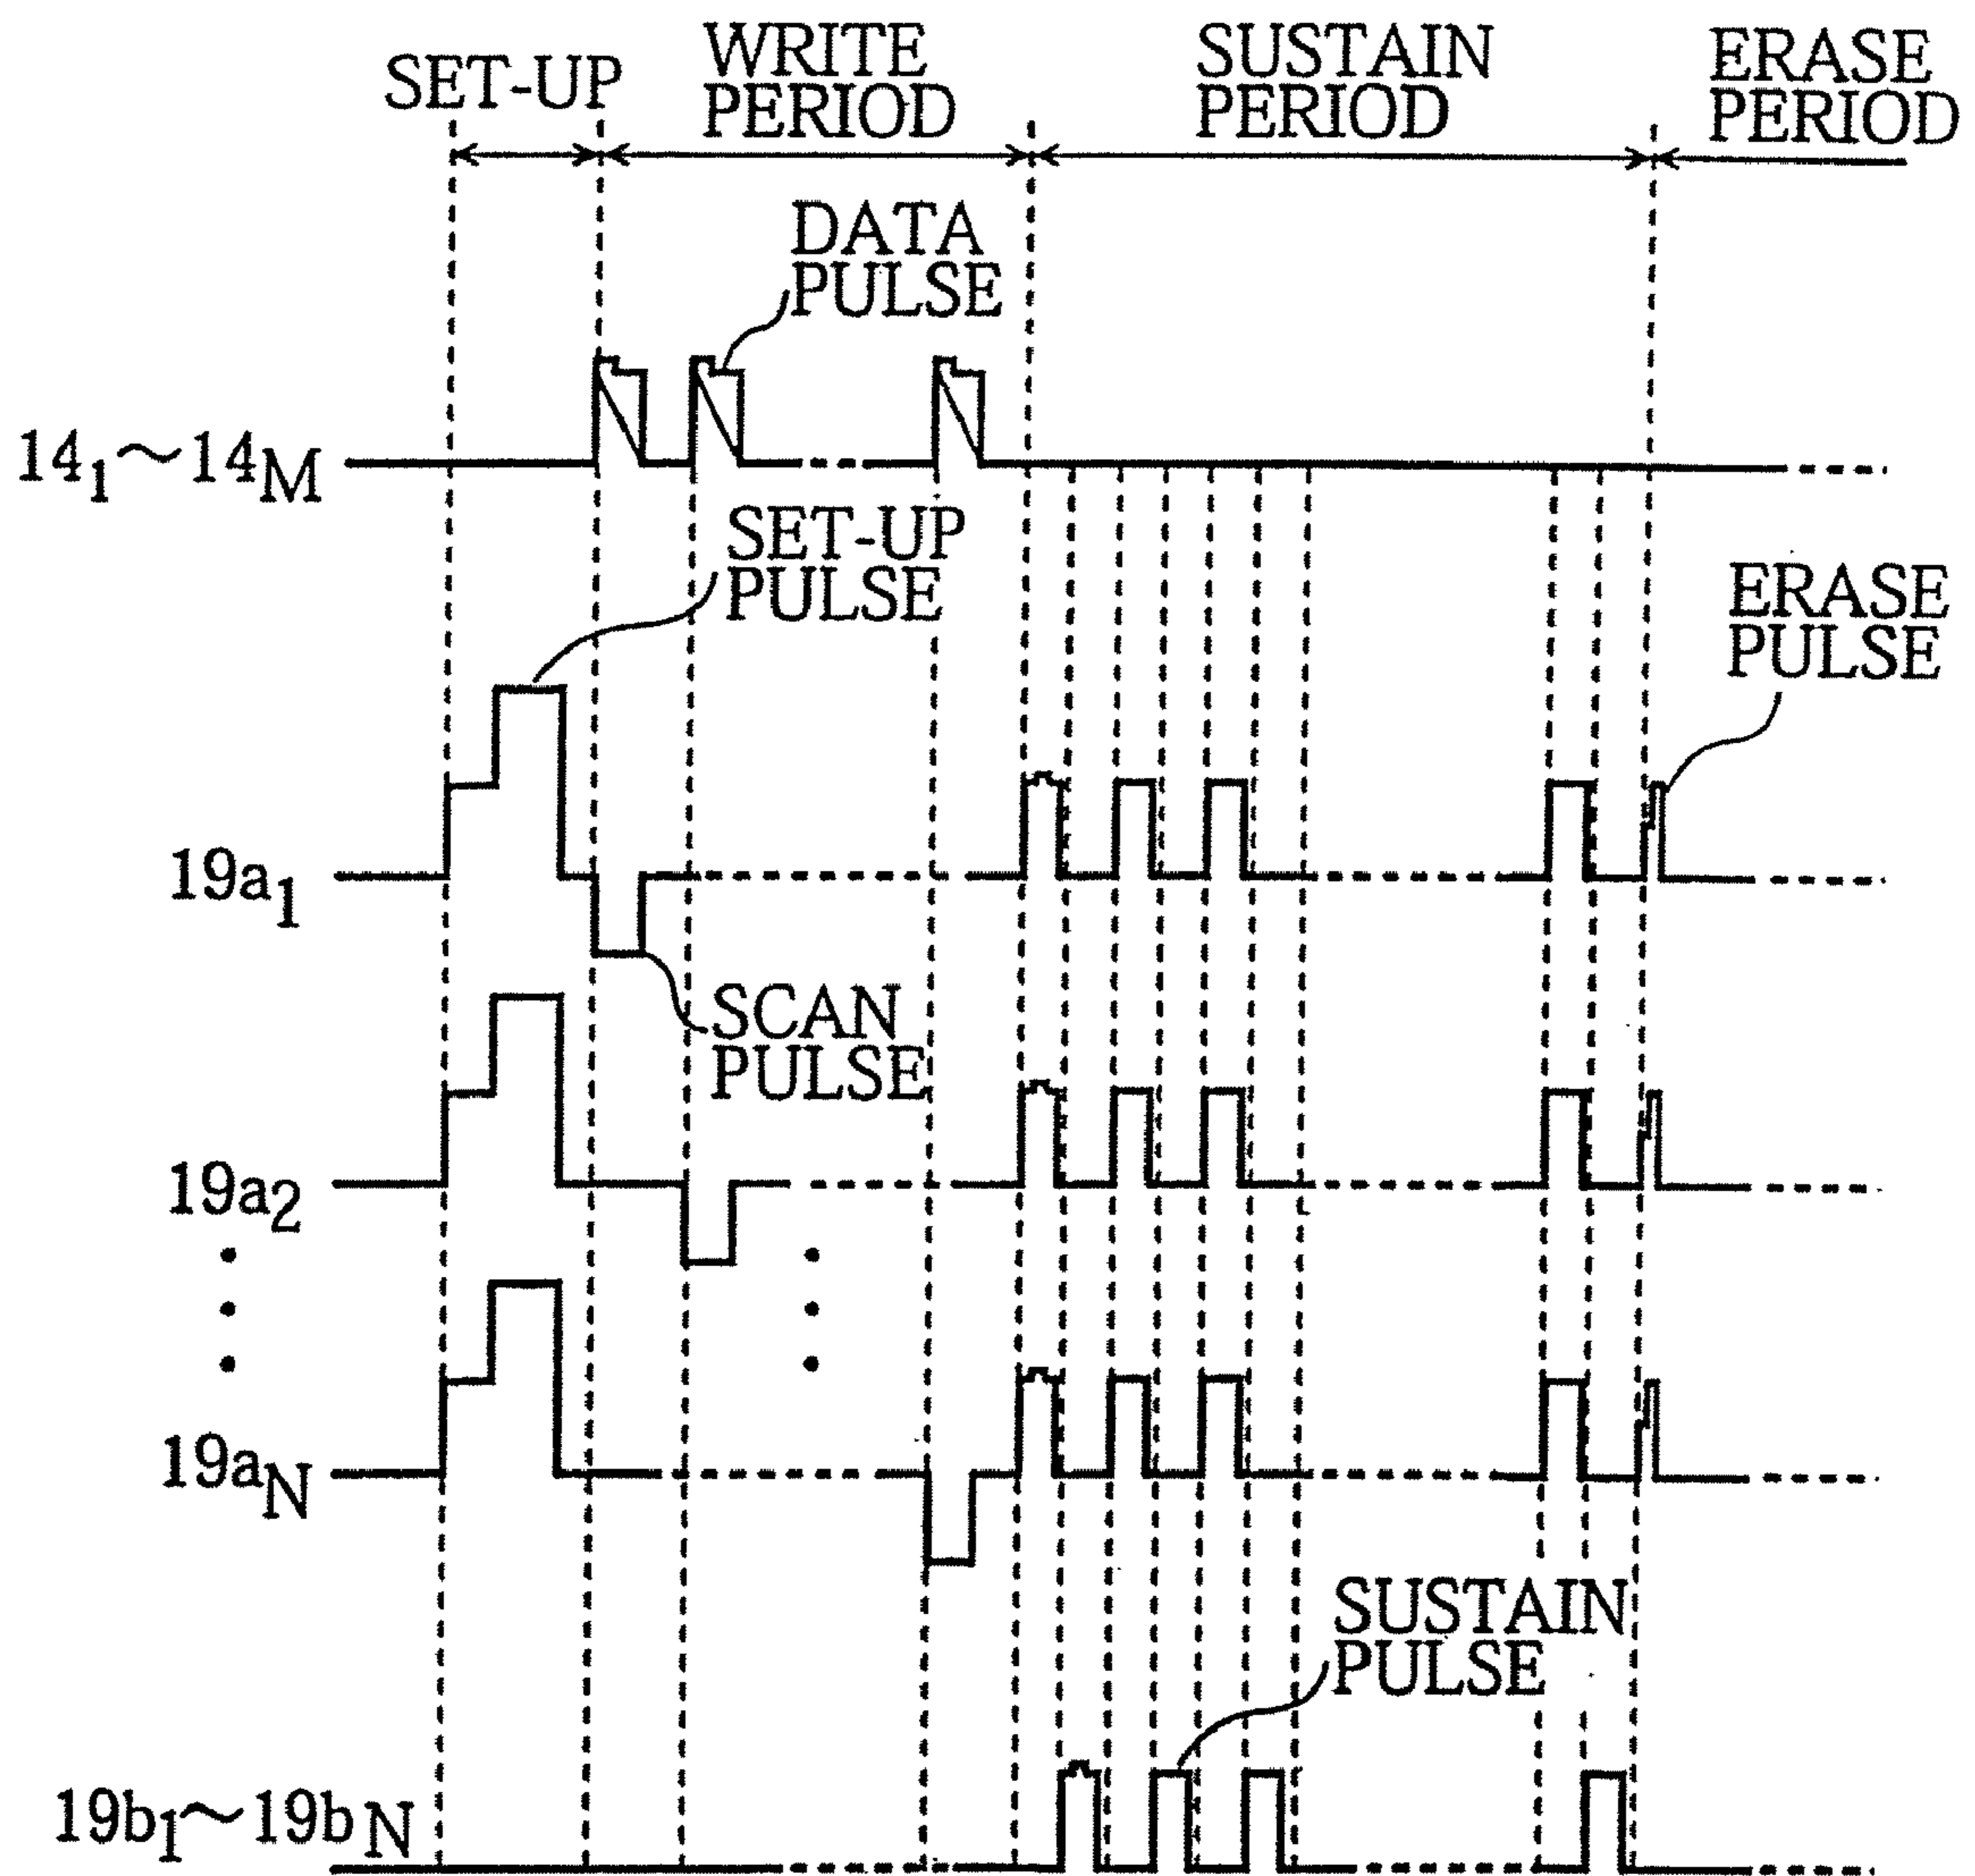 SET-UP
WRITE
PERIOD
SUSTAIN
PERIOD
ERASE
PERIOD
DATA
PULSE
14₁～14M
SET-UP
PULSE
ERASE
PULSE
19a₁
SCAN
PULSE
19a₂
19aN
SUSTAIN
PULSE
19b₁～19bN